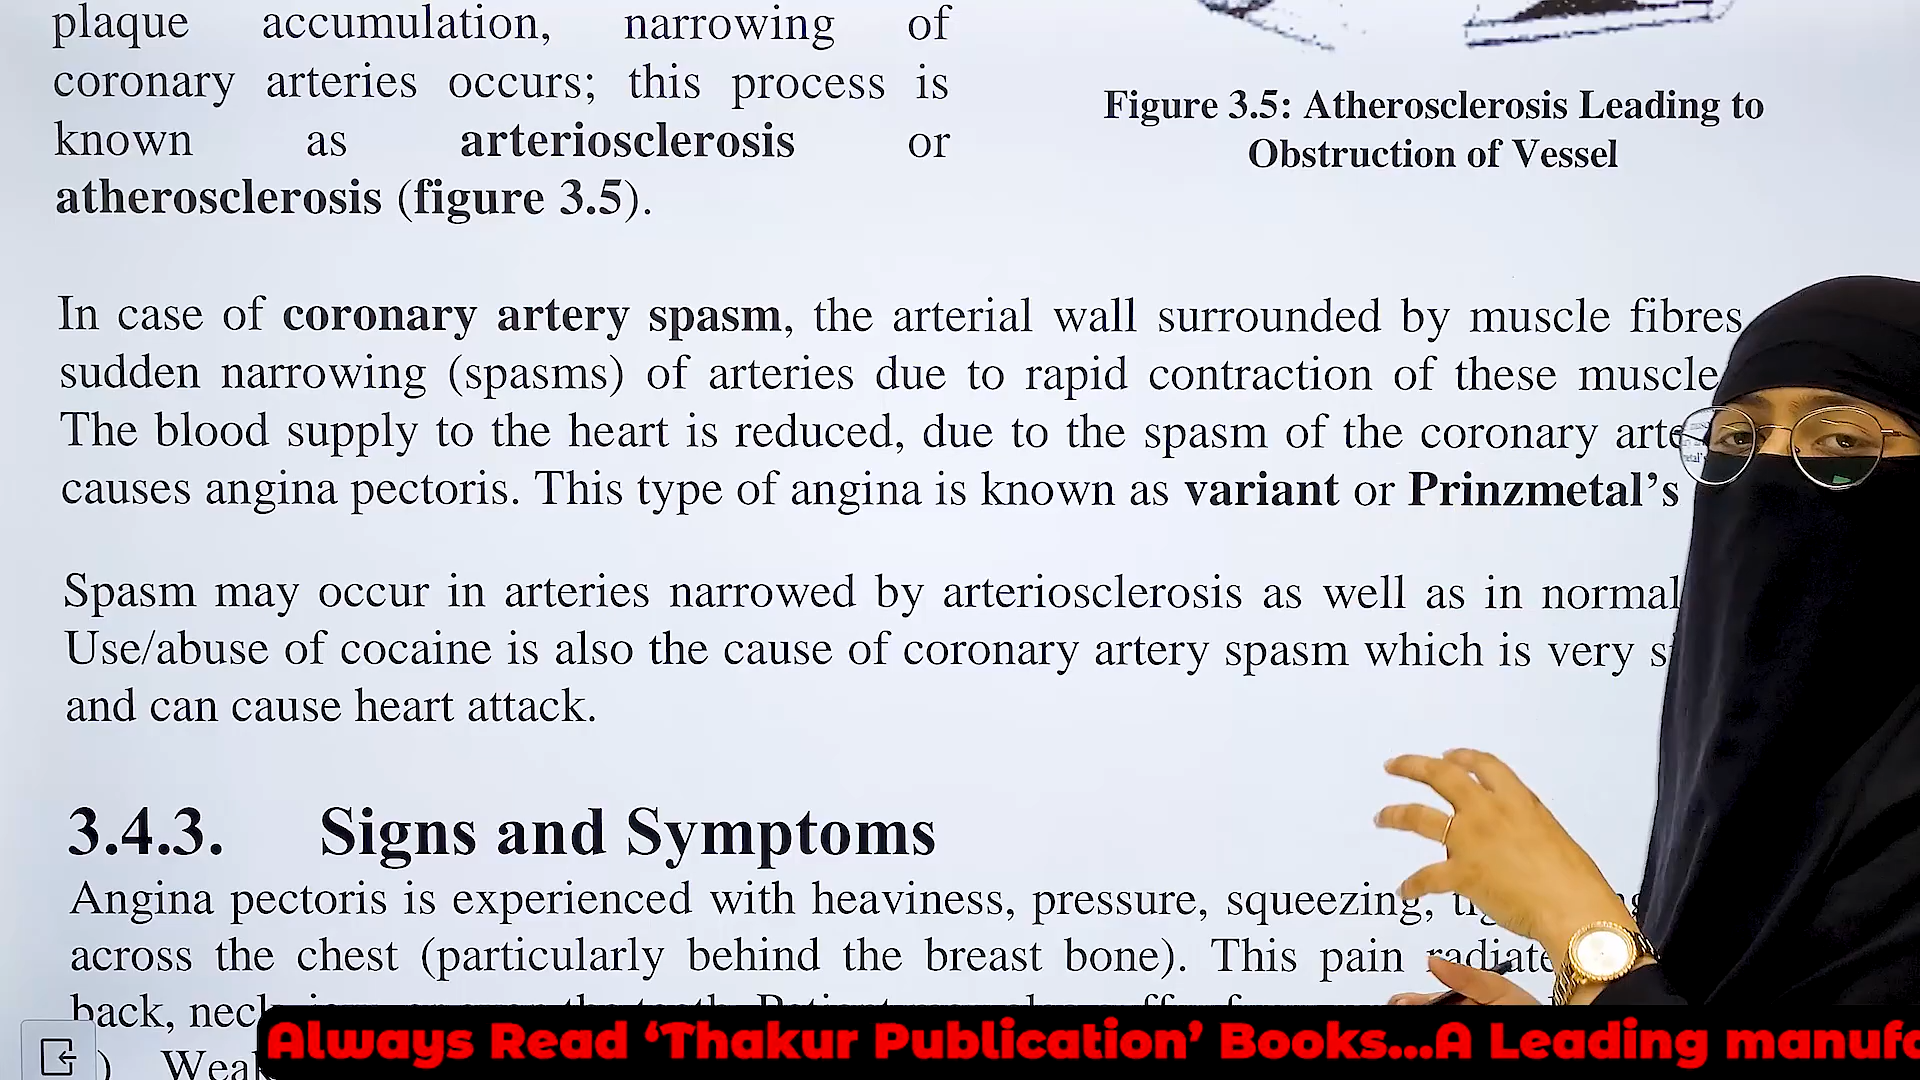 plaque accumulation, narrowing of
coronary arteries occurs; this process is
known as arteriosclerosis or
atherosclerosis (figure 3.5).
Figure 3.5: Atherosclerosis Leading to
Obstruction of Vessel
In case of coronary artery spasm, the arterial wall surrounded by muscle fibres
sudden narrowing (spasms) of arteries due to rapid contraction of these muscle
The blood supply to the heart is reduced, due to the spasm of the coronary arte
causes angina pectoris. This type of angina is known as variant or Prinzmetal's
Spasm may occur in arteries narrowed by arteriosclerosis as well as in normal
Use/abuse of cocaine is also the cause of coronary artery spasm which is very s
and can cause heart attack.
3.4.3. Signs and Symptoms
Angina pectoris is experienced with heaviness, pressure, squeezing,
across the chest (particularly behind the breast bone). This pain radiate
back, neck
) Weak
Always Read ‘Thakur Publication’ Books...A Leading manufa